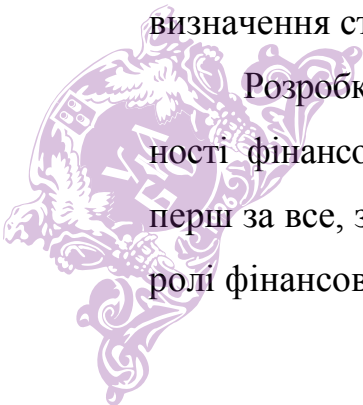 визначення ст
Розробк
ності фінансо
перш за все, з
ролі фінансов